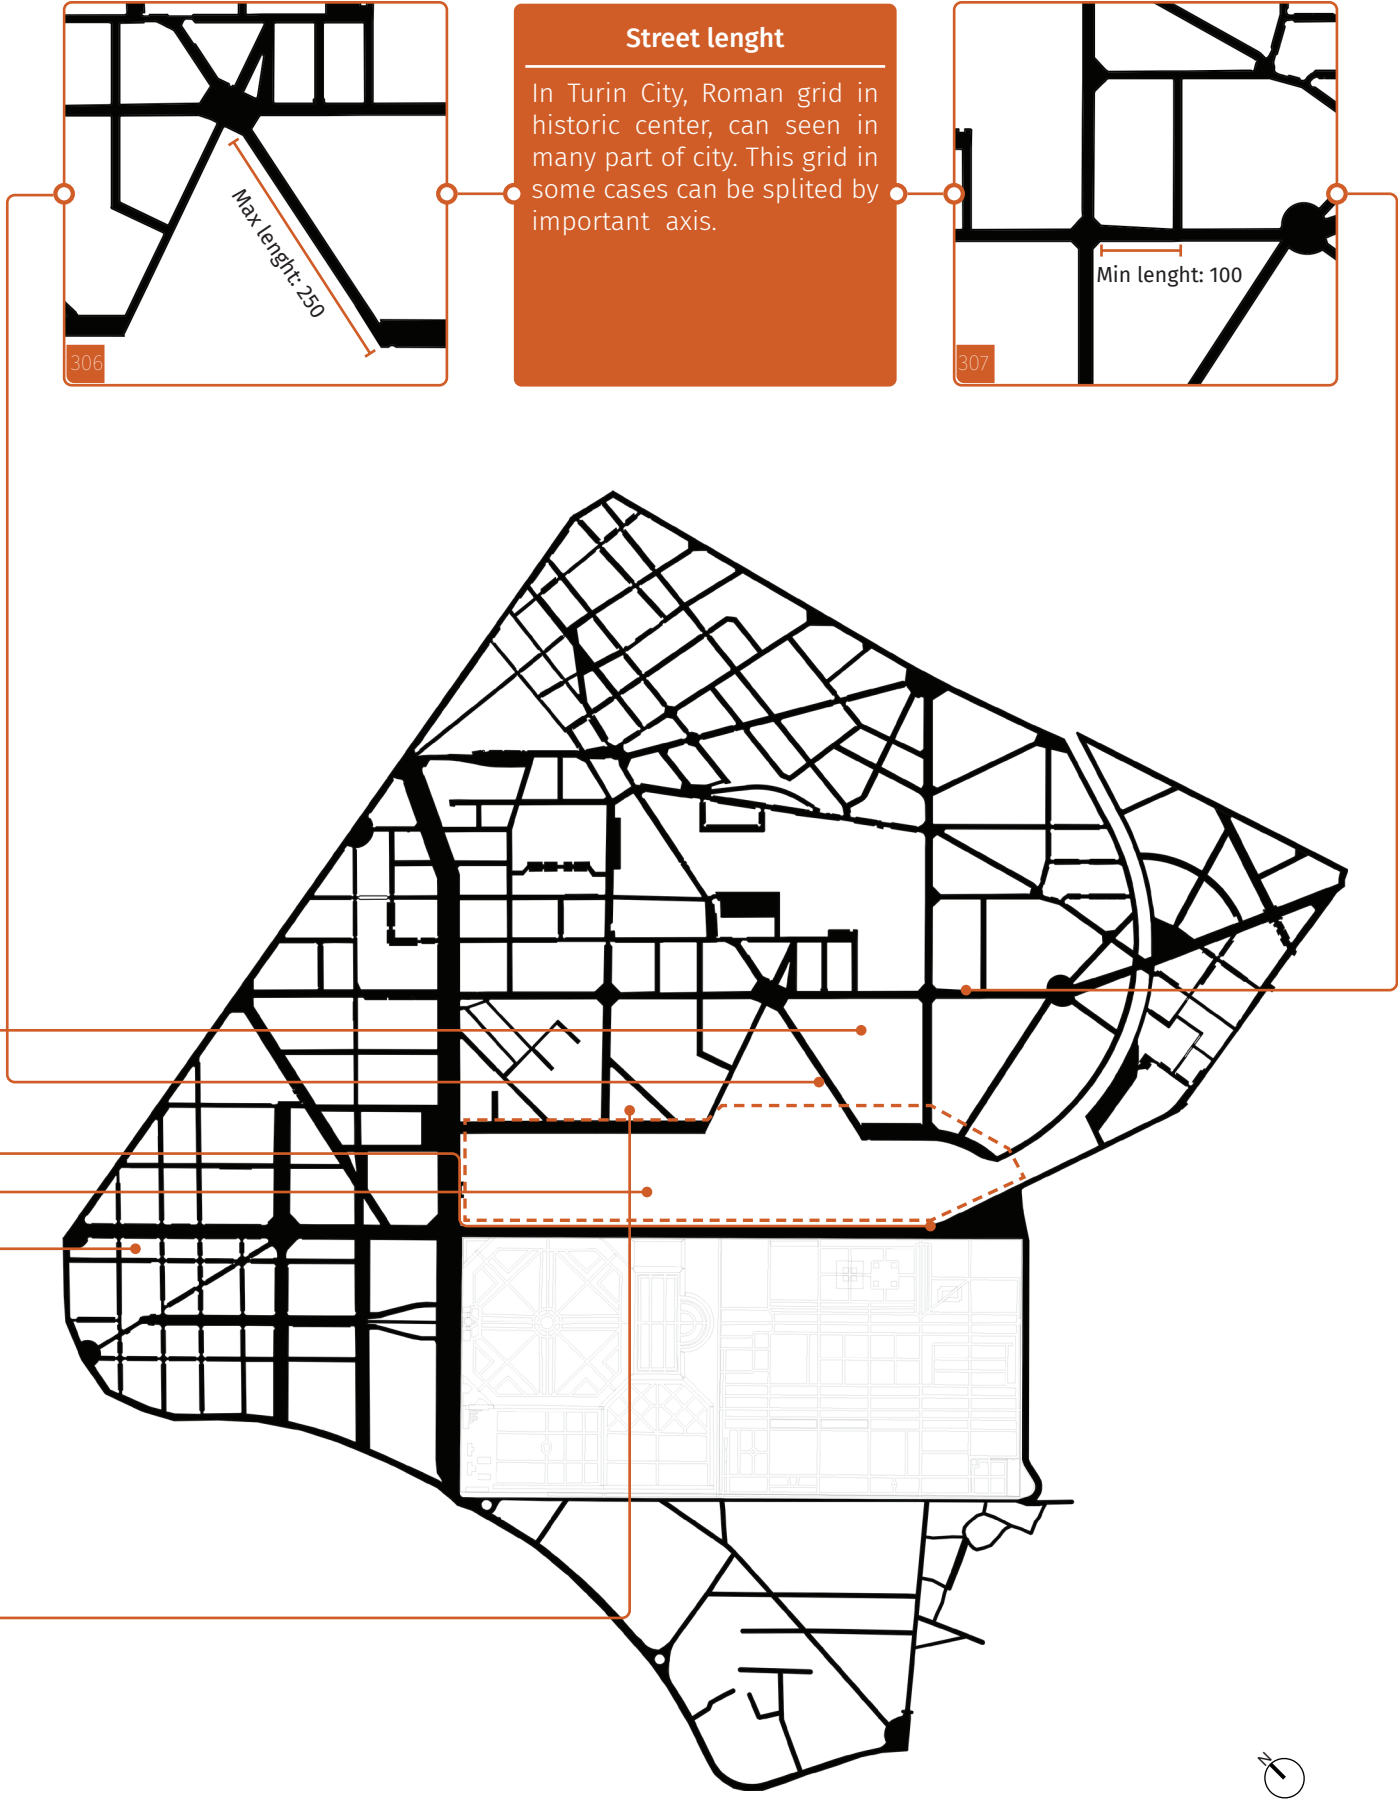 Street lenght
In Turin City, Roman grid in
historic center, can seen in
many part of city. This grid in
some cases can be splited by
important axis.
Max lenght: 250
306
Min lenght: 100
307
N